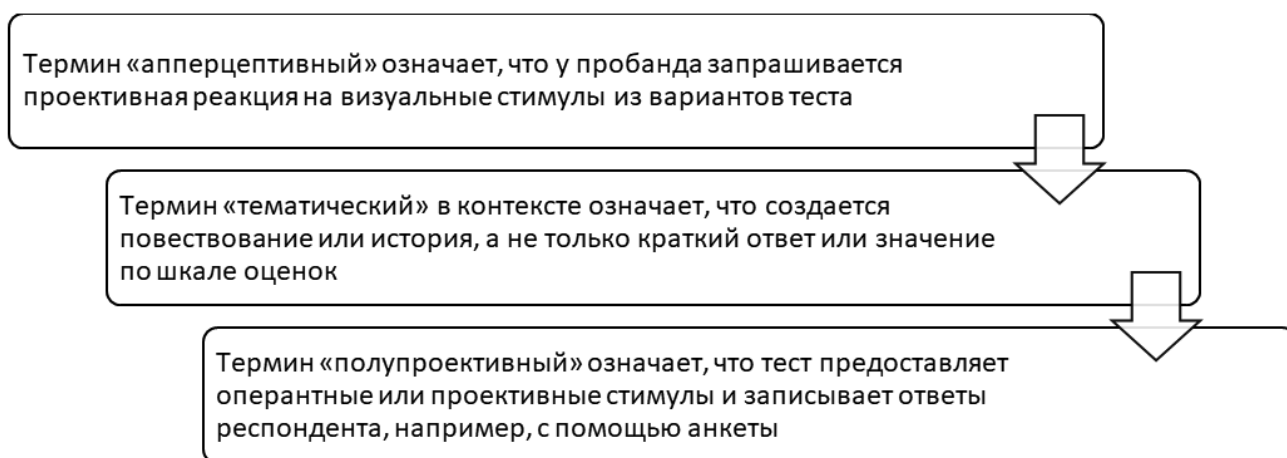 Термин «апперцептивный» означает, что у пробанда запрашивается
проективная реакция на визуальные стимулы из вариантов теста
Термин «тематический» в контексте означает, что создается
повествование или история, а не только краткий ответ или значение
по шкале оценок
Термин «полупроективный» означает, что тест предоставляет
оперантные или проективные стимулы и записывает ответы
респондента, например, с помощью анкеты